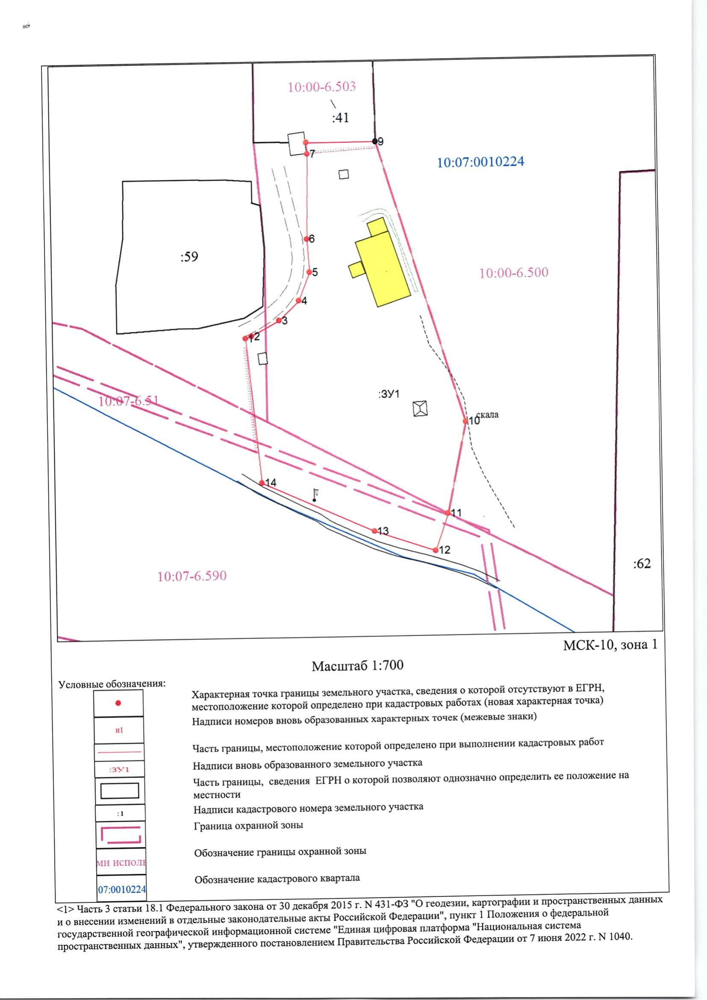 10:00-6.503
:41
9
7
10:07:0010224
6
:59
5
10:00-6.500
4
3
12
:ЗУ1
10:07-6.51
скала
10
14
11
13
12
:62
10:07-6.590
МСК-10, зона 1
Масштаб 1:700
Условные обозначения:
Характерная точка границы земельного участка, сведения о которой отсутствуют в ЕГРН,
местоположение которой определено при кадастровых работах (новая характерная точка)
Надписи номеров вновь образованных характерных точек (межевые знаки)
н1
Часть границы, местоположение которой определено при выполнении кадастровых работ
:ЗУ1
Надписи вновь образованного земельного участка
Часть границы, сведения ЕГРН о которой позволяют однозначно определить ее положение на
местности
:1
Надписи кадастрового номера земельного участка
Граница охранной зоны
МИ ИСПОЛЬ
Обозначение границы охранной зоны
07:0010224
Обозначение кадастрового квартала
<1> Часть 3 статьи 18.1 Федерального закона от 30 декабря 2015 г. N 431-ФЗ "О геодезии, картографии и пространственных данных
и о внесении изменений в отдельные законодательные акты Российской Федерации", пункт 1 Положения о федеральной
государственной географической информационной системе "Единая цифровая платформа "Национальная система
пространственных данных", утвержденного постановлением Правительства Российской Федерации от 7 июня 2022 г. N 1040.